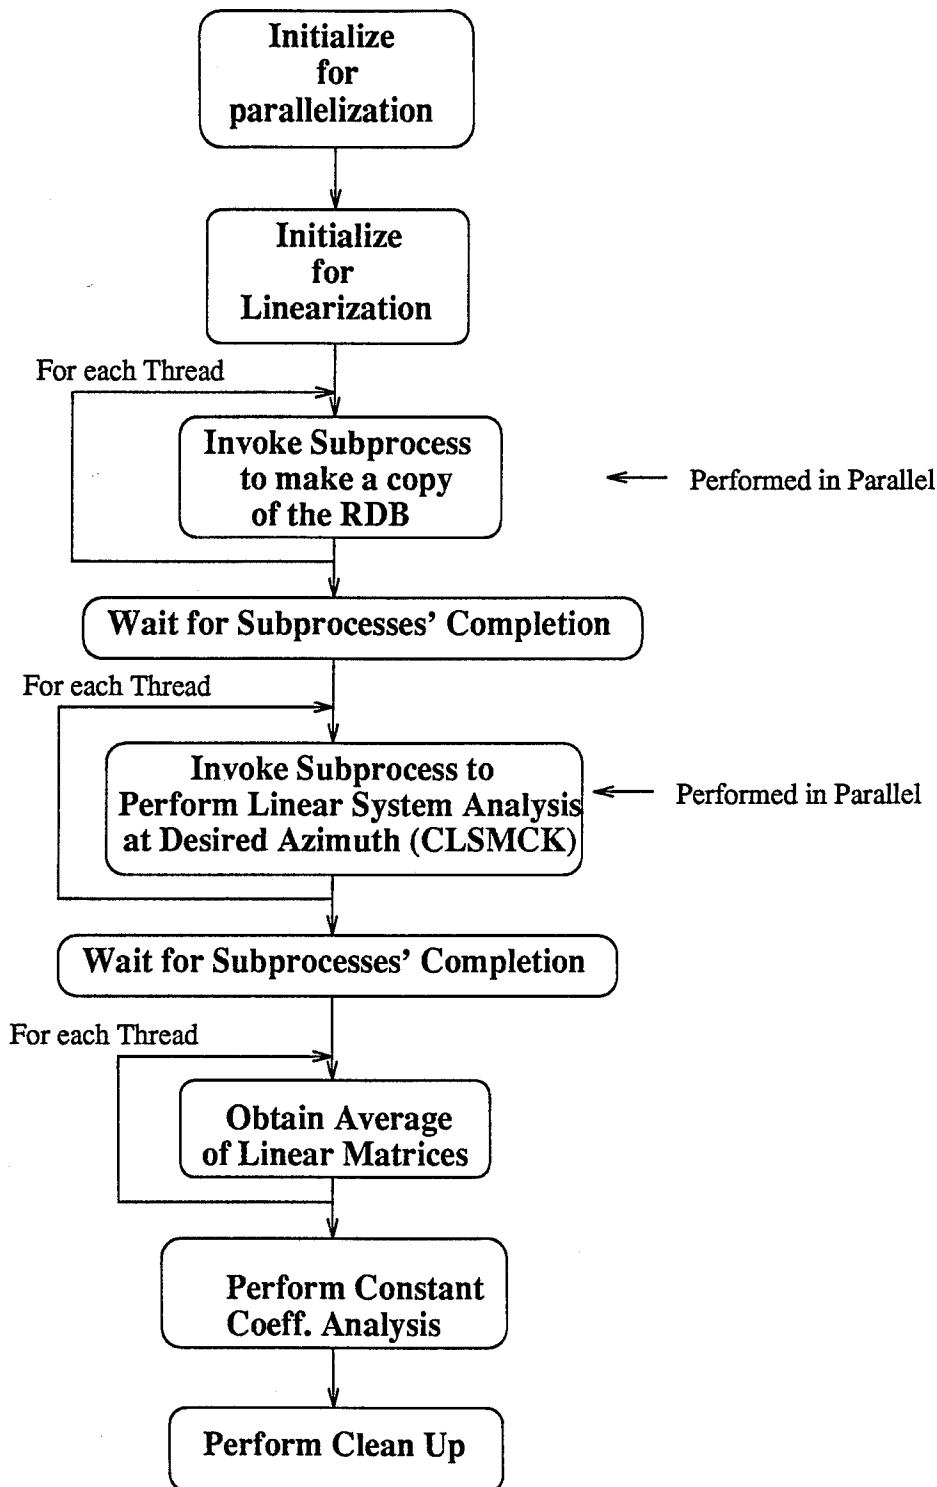 Initialize
for
parallelization
Initialize
for
Linearization
For each Thread
Invoke Subprocess
to make a copy
of the RDB
Performed in Parallel
Wait for Subprocesses’ Completion
For each Thread
Invoke Subprocess to
Perform Linear System Analysis
at Desired Azimuth (CLSMCK)
Performed in Parallel
Wait for Subprocesses’ Completion
For each Thread
Obtain Average
of Linear Matrices
Perform Constant
Coeff. Analysis
Perform Clean Up